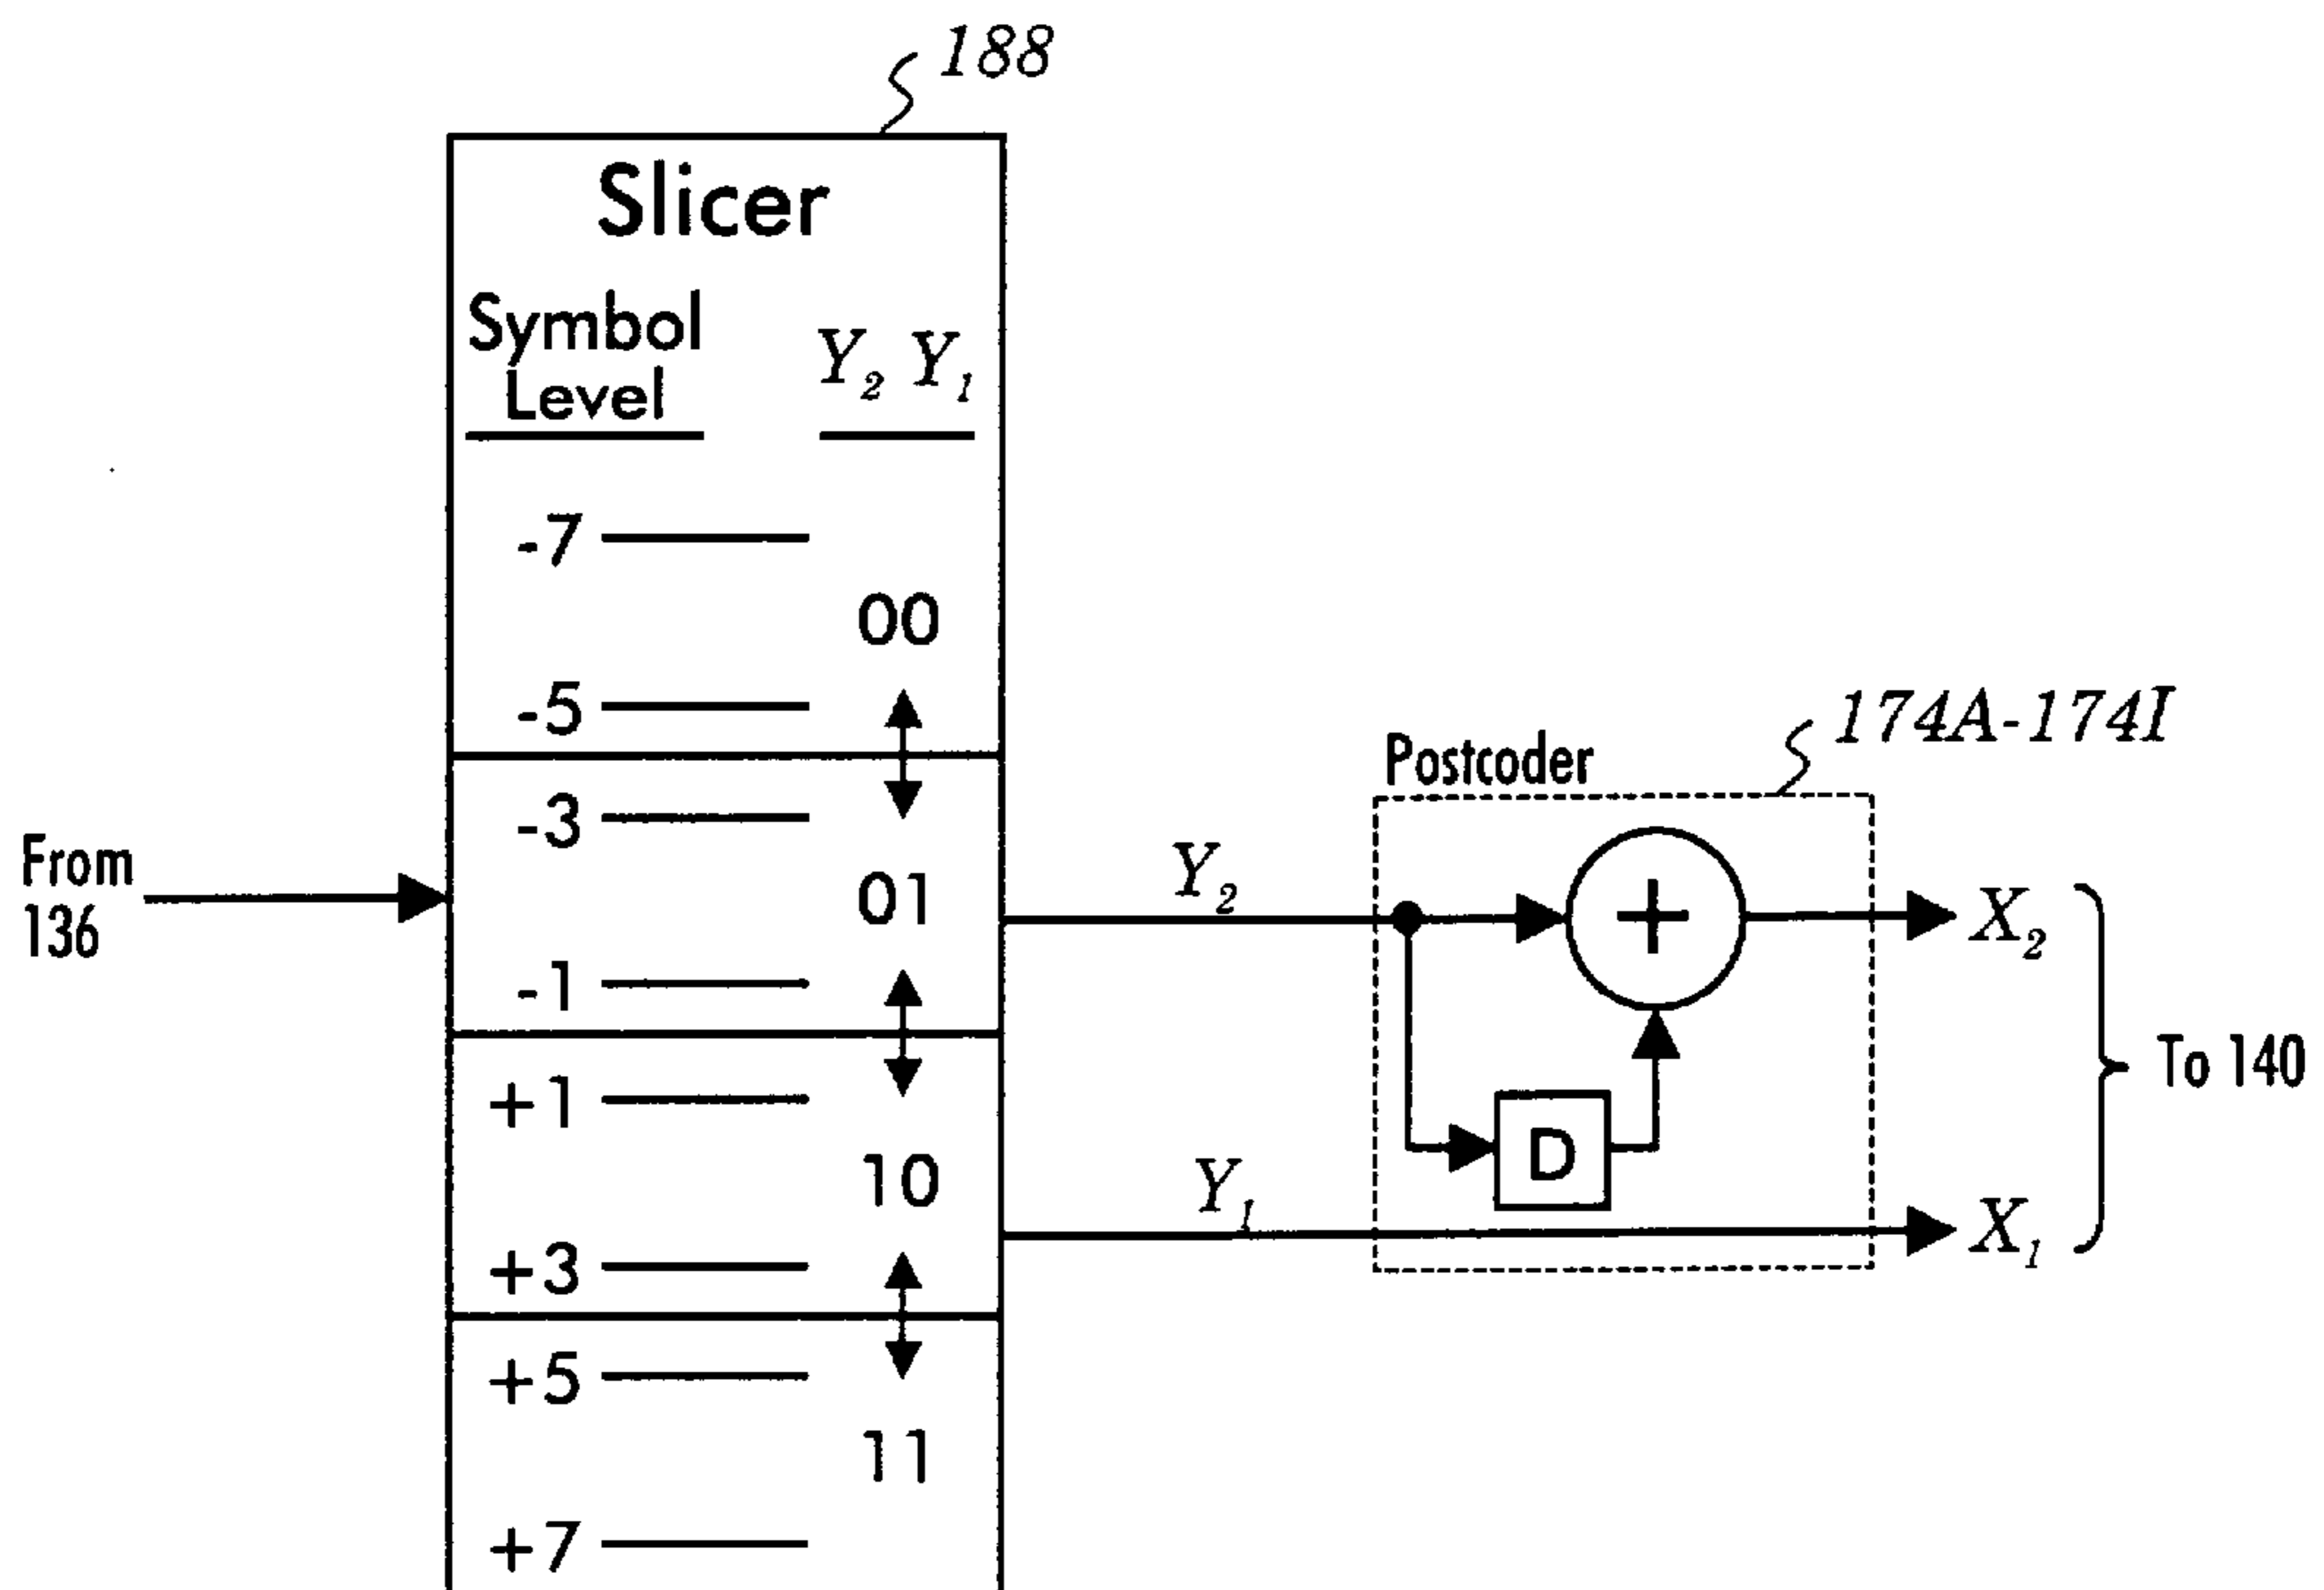 188
Slicer
Symbol
Level
Y₂ Y₁
-7
00
-5
-3
01
-1
+1
10
+3
+5
11
+7
From
136
Y₂
Y₁
Postcoder
174A-174I
+
D
X₂
X₁
To 140